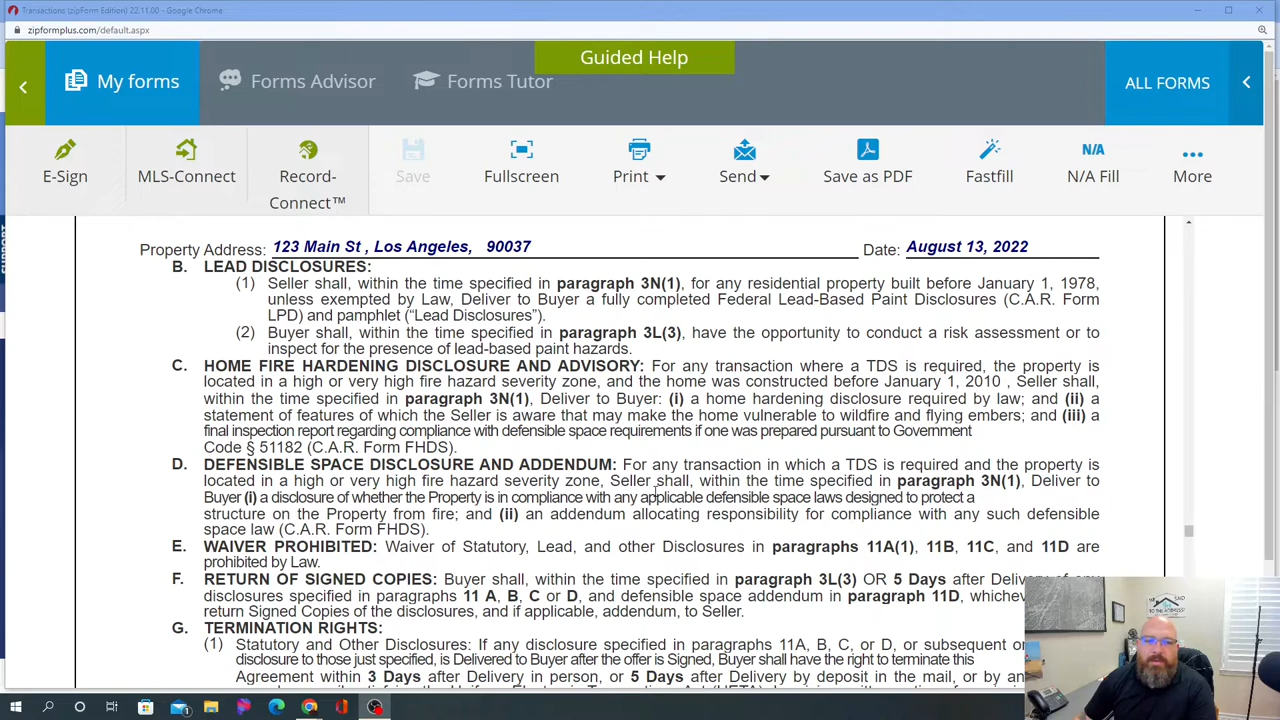 Transactions (zipForm Edition) 22.11.00 - Google Chrome
zipformplus.com/default.aspx
Guided Help
My forms
Forms Advisor
Forms Tutor
ALL FORMS
E-Sign
MLS-Connect
Record-
Connect™
Save
Fullscreen
Print
Send
Save as PDF
Fastfill
N/A
N/A Fill
More
SUPPORT
Property Address: 123 Main St , Los Angeles, 90037 Date: August 13, 2022
B. LEAD DISCLOSURES:
(1) Seller shall, within the time specified in paragraph 3N(1), for any residential property built before January 1, 1978,
unless exempted by Law, Deliver to Buyer a fully completed Federal Lead-Based Paint Disclosures (C.A.R. Form
LPD) and pamphlet (“Lead Disclosures”).
(2) Buyer shall, within the time specified in paragraph 3L(3), have the opportunity to conduct a risk assessment or to
inspect for the presence of lead-based paint hazards.
C. HOME FIRE HARDENING DISCLOSURE AND ADVISORY: For any transaction where a TDS is required, the property is
located in a high or very high fire hazard severity zone, and the home was constructed before January 1, 2010 , Seller shall,
within the time specified in paragraph 3N(1), Deliver to Buyer: (i) a home hardening disclosure required by law; and (ii) a
statement of features of which the Seller is aware that may make the home vulnerable to wildfire and flying embers; and (iii) a
final inspection report regarding compliance with defensible space requirements if one was prepared pursuant to Government
Code § 51182 (C.A.R. Form FHDS).
D. DEFENSIBLE SPACE DISCLOSURE AND ADDENDUM: For any transaction in which a TDS is required and the property is
located in a high or very high fire hazard severity zone, Seller shall, within the time specified in paragraph 3N(1), Deliver to
Buyer (i) a disclosure of whether the Property is in compliance with any applicable defensible space laws designed to protect a
structure on the Property from fire; and (ii) an addendum allocating responsibility for compliance with any such defensible
space law (C.A.R. Form FHDS).
E. WAIVER PROHIBITED: Waiver of Statutory, Lead, and other Disclosures in paragraphs 11A(1), 11B, 11C, and 11D are
prohibited by Law.
F. RETURN OF SIGNED COPIES: Buyer shall, within the time specified in paragraph 3L(3) OR 5 Days after Delivery of any
disclosures specified in paragraphs 11 A, B, C or D, and defensible space addendum in paragraph 11D,
return Signed Copies of the disclosures, and if applicable, addendum, to Seller.
G. TERMINATION RIGHTS:
(1) Statutory and Other Disclosures: If any disclosure specified in paragraphs 11A, B, C, or D, or subsequent or
disclosure to those just specified, is Delivered to Buyer after the offer is Signed, Buyer shall have the right to terminate this
Agreement within 3 Days after Delivery in person, or 5 Days after Delivery by deposit in the mail, or by an